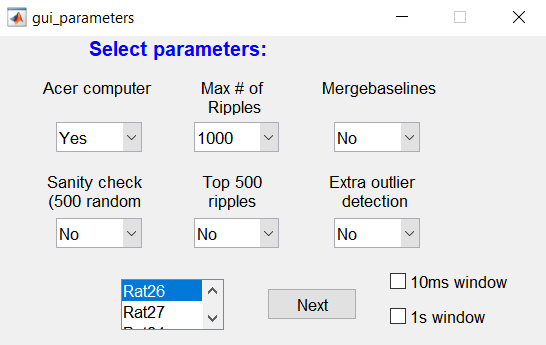 gui_parameters
Select parameters:
Acer computer
Max # of
Ripples
Mergebaselines
Yes
1000
No
Sanity check
(500 random
Top 500
ripples
Extra outlier
detection
No
No
No
Rat26
Rat27
Next
10ms window
1s window